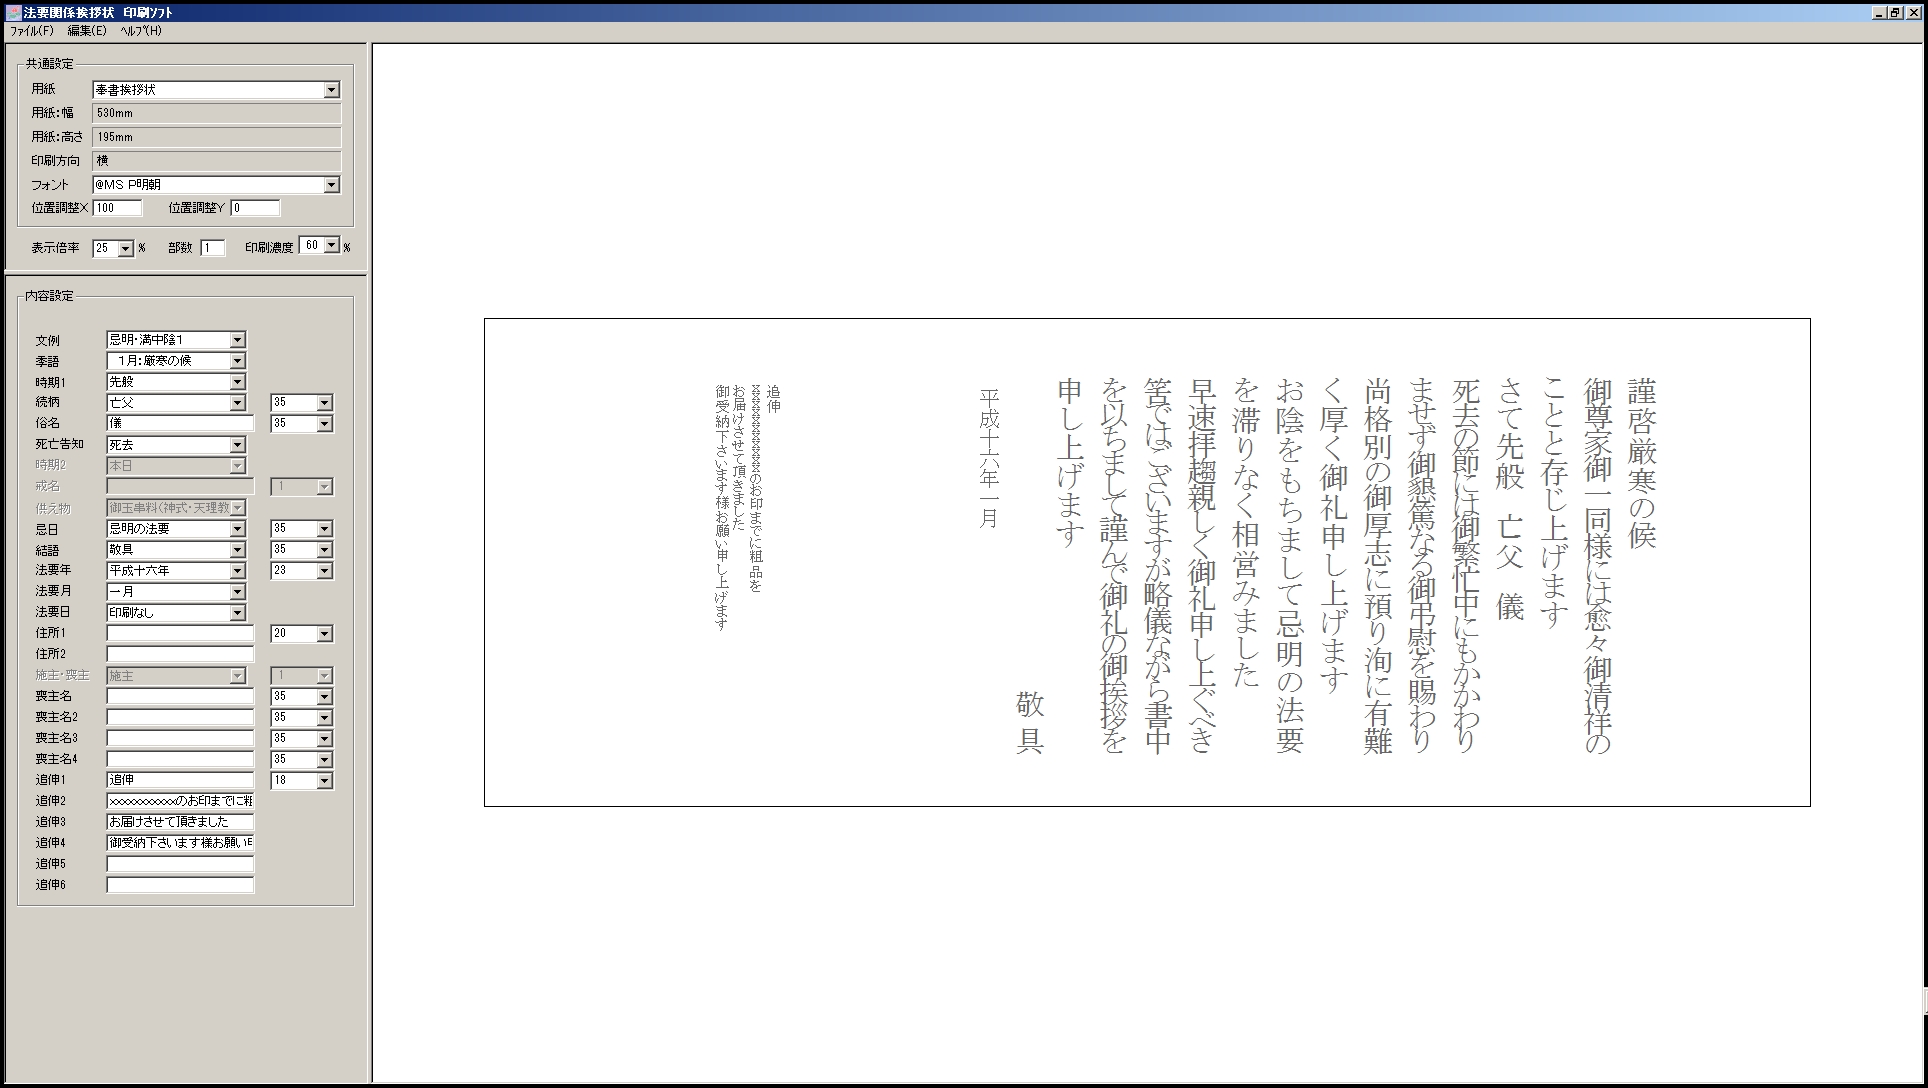 法要関係挨拶状 印刷ソフト
ファイル(F) 編集(E) ヘルプ(H)
共通設定
用紙 奉書挨拶状
用紙:幅 530mm
用紙:高さ 195mm
印刷方向 横
フォント @MS P明朝
位置調整X 100 位置調整Y 0
表示倍率 25 % 部数 1 印刷濃度 60 %
内容設定
文例 忌明・満中陰1
季語 1月:厳寒の候
時期1 先般
続柄 亡父 35
俗名 儀 35
死亡告知 死去
時期2 本日
戒名 1
供え物 御玉串料(神式・天理教
忌日 忌明の法要 35
結語 敬具 35
法要年 平成十六年 23
法要月 一月
法要日 印刷なし
住所1 20
住所2
施主・喪主 施主 1
喪主名 35
喪主名2 35
喪主名3 35
喪主名4 35
追伸1 追伸 18
追伸2 xxxxxxxxxxxのお印までに粗
追伸3 お届けさせて頂きました
追伸4 御受納下さいます様お願い
追伸5
追伸6
謹啓厳寒の候
御尊家御一同様には愈々御清祥の
ことと存じ上げます
さて先般 亡父 儀
死去の節には御繁忙中にもかかわり
ませず御懇篤なる御弔慰を賜わり
尚格別の御厚志に預り洵に有難
く厚く御礼申し上げます
お陰をもちまして忌明の法要
を滞りなく相営みました
早速拝趨親しく御礼申し上ぐべき
筈ではございますが略儀ながら書中
を以ちまして謹んで御礼の御挨拶を
申し上げます
敬具
平成十六年一月
追伸
xxxxxxxxxxxのお印までに粗品を
お届けさせて頂きました
御受納下さいます様お願い申し上げます